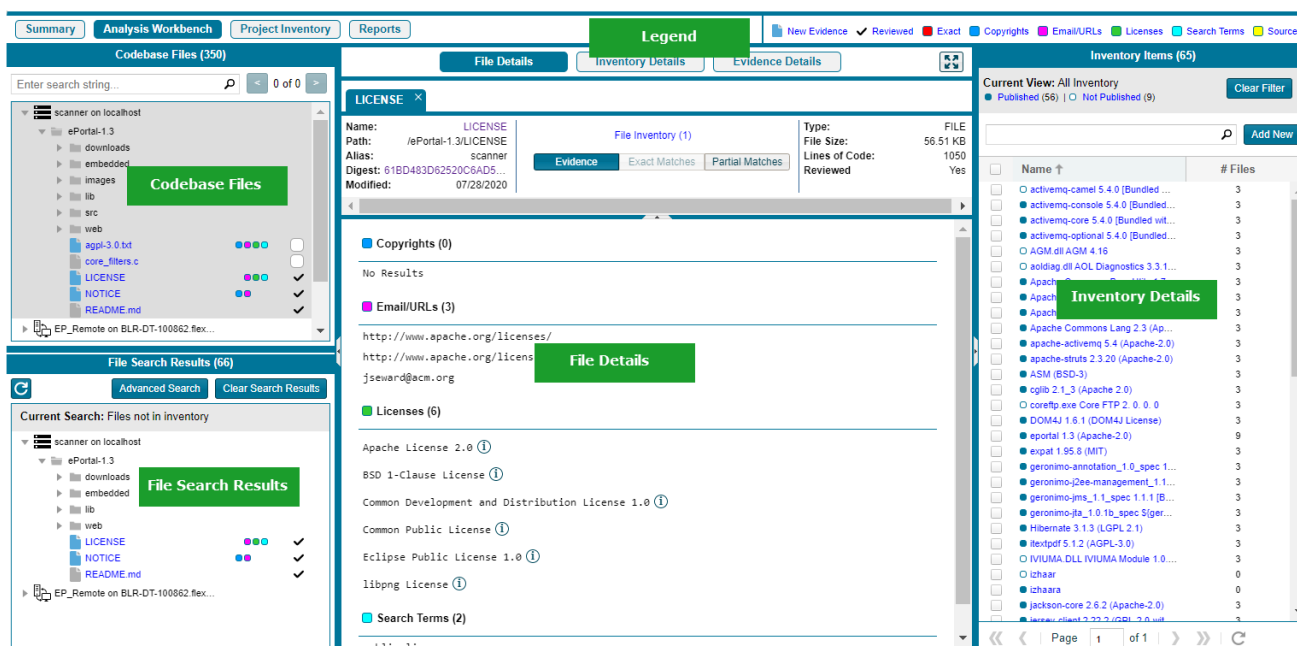 Summary Analysis Workbench Project Inventory Reports
Legend
New Evidence Reviewed Exact Copyrights Email/URLs Licenses Search Terms Source
Codebase Files (350)
Enter search string... < 0 of 0 >
scanner on localhost
ePortal-1.3
downloads
embedded
images
lib
src
web
agpl-3.0.txt
core_filters.c
LICENSE
NOTICE
README.md
EP_Remote on BLR-DT-100862.flex...
Codebase Files
File Search Results (66)
Advanced Search Clear Search Results
Current Search: Files not in inventory
scanner on localhost
ePortal-1.3
downloads
embedded
lib
web
LICENSE
NOTICE
README.md
EP_Remote on BLR-DT-100862.flex...
File Search Results
File Details Inventory Details Evidence Details
LICENSE ×
Name: LICENSE
Path: /ePortal-1.3/LICENSE
Alias: scanner
Digest: 61BD483D62520C6AD5...
Modified: 07/28/2020
File Inventory (1)
Evidence Exact Matches Partial Matches
Type: FILE
File Size: 56.51 KB
Lines of Code: 1050
Reviewed Yes
Copyrights (0)
No Results
Email/URLs (3)
http://www.apache.org/licenses/
http://www.apache.org/licens
jseward@acm.org
File Details
Licenses (6)
Apache License 2.0
BSD 1-Clause License
Common Development and Distribution License 1.0
Common Public License
Eclipse Public License 1.0
libpng License
Search Terms (2)
Inventory Items (65)
Current View: All Inventory
Published (56) | Not Published (9)
Clear Filter
Add New
Name ↑ # Files
activemq-camel 5.4.0 [Bundled ... 3
activemq-console 5.4.0 [Bundled... 3
activemq-core 5.4.0 [Bundled wit... 3
activemq-optional 5.4.0 [Bundled... 3
AGM.dll AGM 4.16 3
aoldiag.dll AOL Diagnostics 3.3.1... 3
3
Apach 3
Apach 3
Inventory Details
Apache Commons Lang 2.3 (Ap... 3
apache-activemq 5.4 (Apache-2.0) 3
apache-struts 2.3.20 (Apache-2.0) 3
ASM (BSD-3) 3
cglib 2.1_3 (Apache 2.0) 3
coreftp.exe Core FTP 2. 0. 0. 0 3
DOM4J 1.6.1 (DOM4J License) 3
eportal 1.3 (Apache-2.0) 9
expat 1.95.8 (MIT) 3
geronimo-annotation_1.0_spec 1... 3
geronimo-j2ee-management_1.1... 3
geronimo-jms_1.1_spec 1.1.1 [B... 3
geronimo-jta_1.0.1b_spec ${ger... 3
Hibernate 3.1.3 (LGPL 2.1) 3
itextpdf 5.1.2 (AGPL-3.0) 3
IVIUMA.DLL IVIUMA Module 1.0.... 3
izhaar 0
izhaara 0
jackson-core 2.6.2 (Apache-2.0) 3
jersey-client 2.22.2 (GPL 2.0 wit... 3
Page 1 of 1